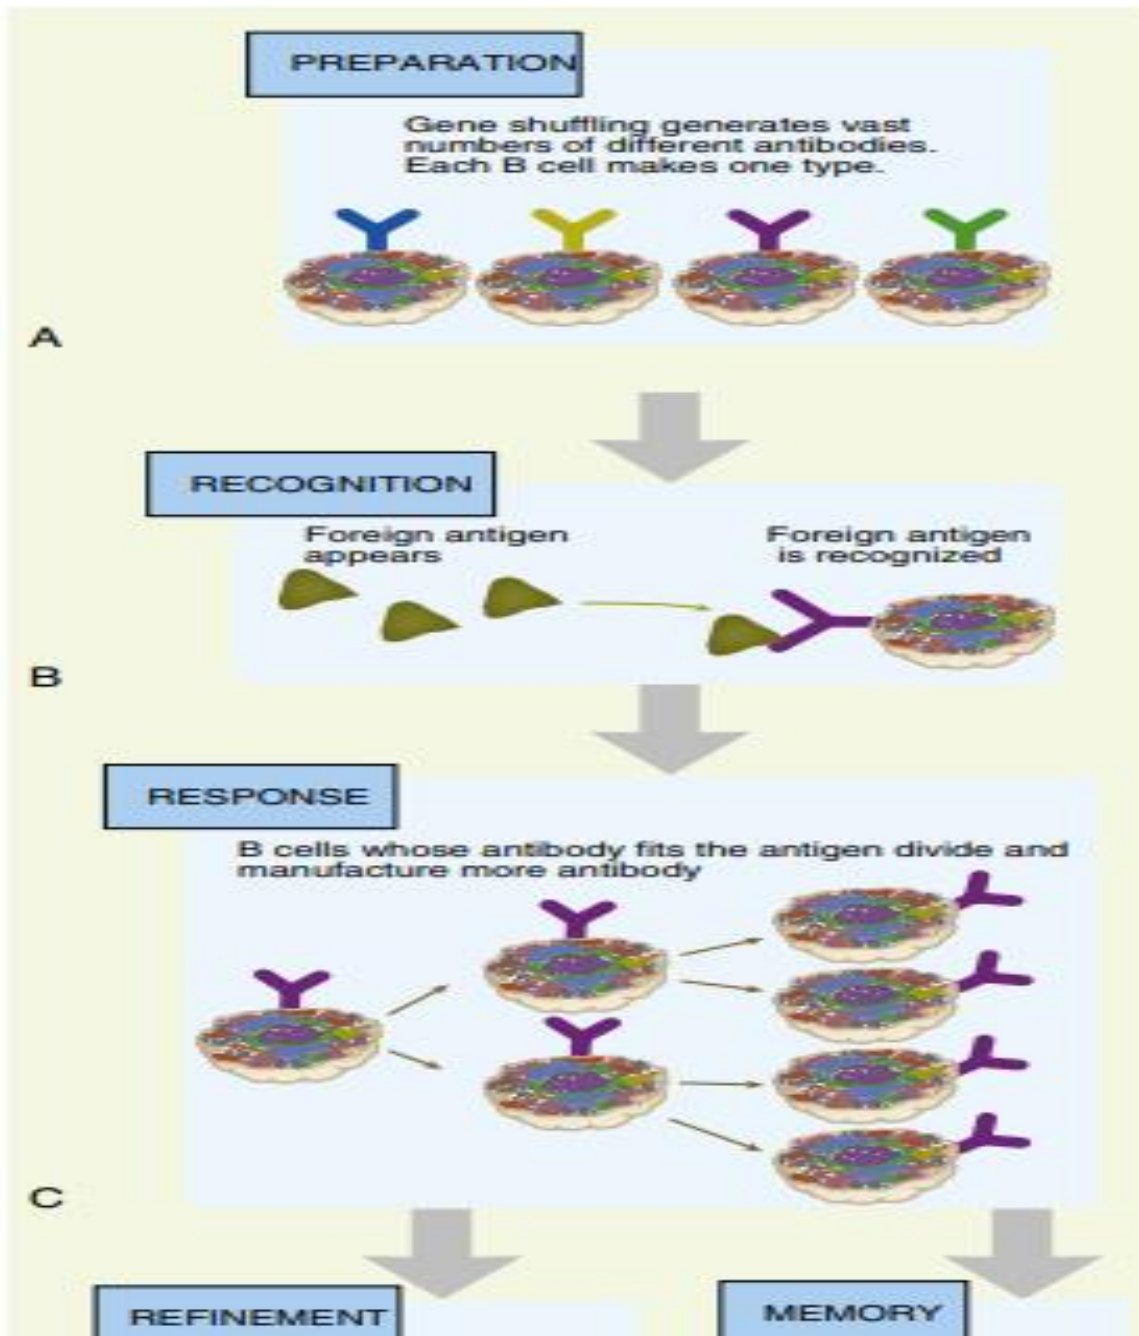 PREPARATION
Gene shuffling generates vast
numbers of different antibodies.
Each B cell makes one type.
A
RECOGNITION
Foreign antigen
appears
Foreign antigen
is recognized
B
RESPONSE
B cells whose antibody fits the antigen divide and
manufacture more antibody
C
REFINEMENT
MEMORY